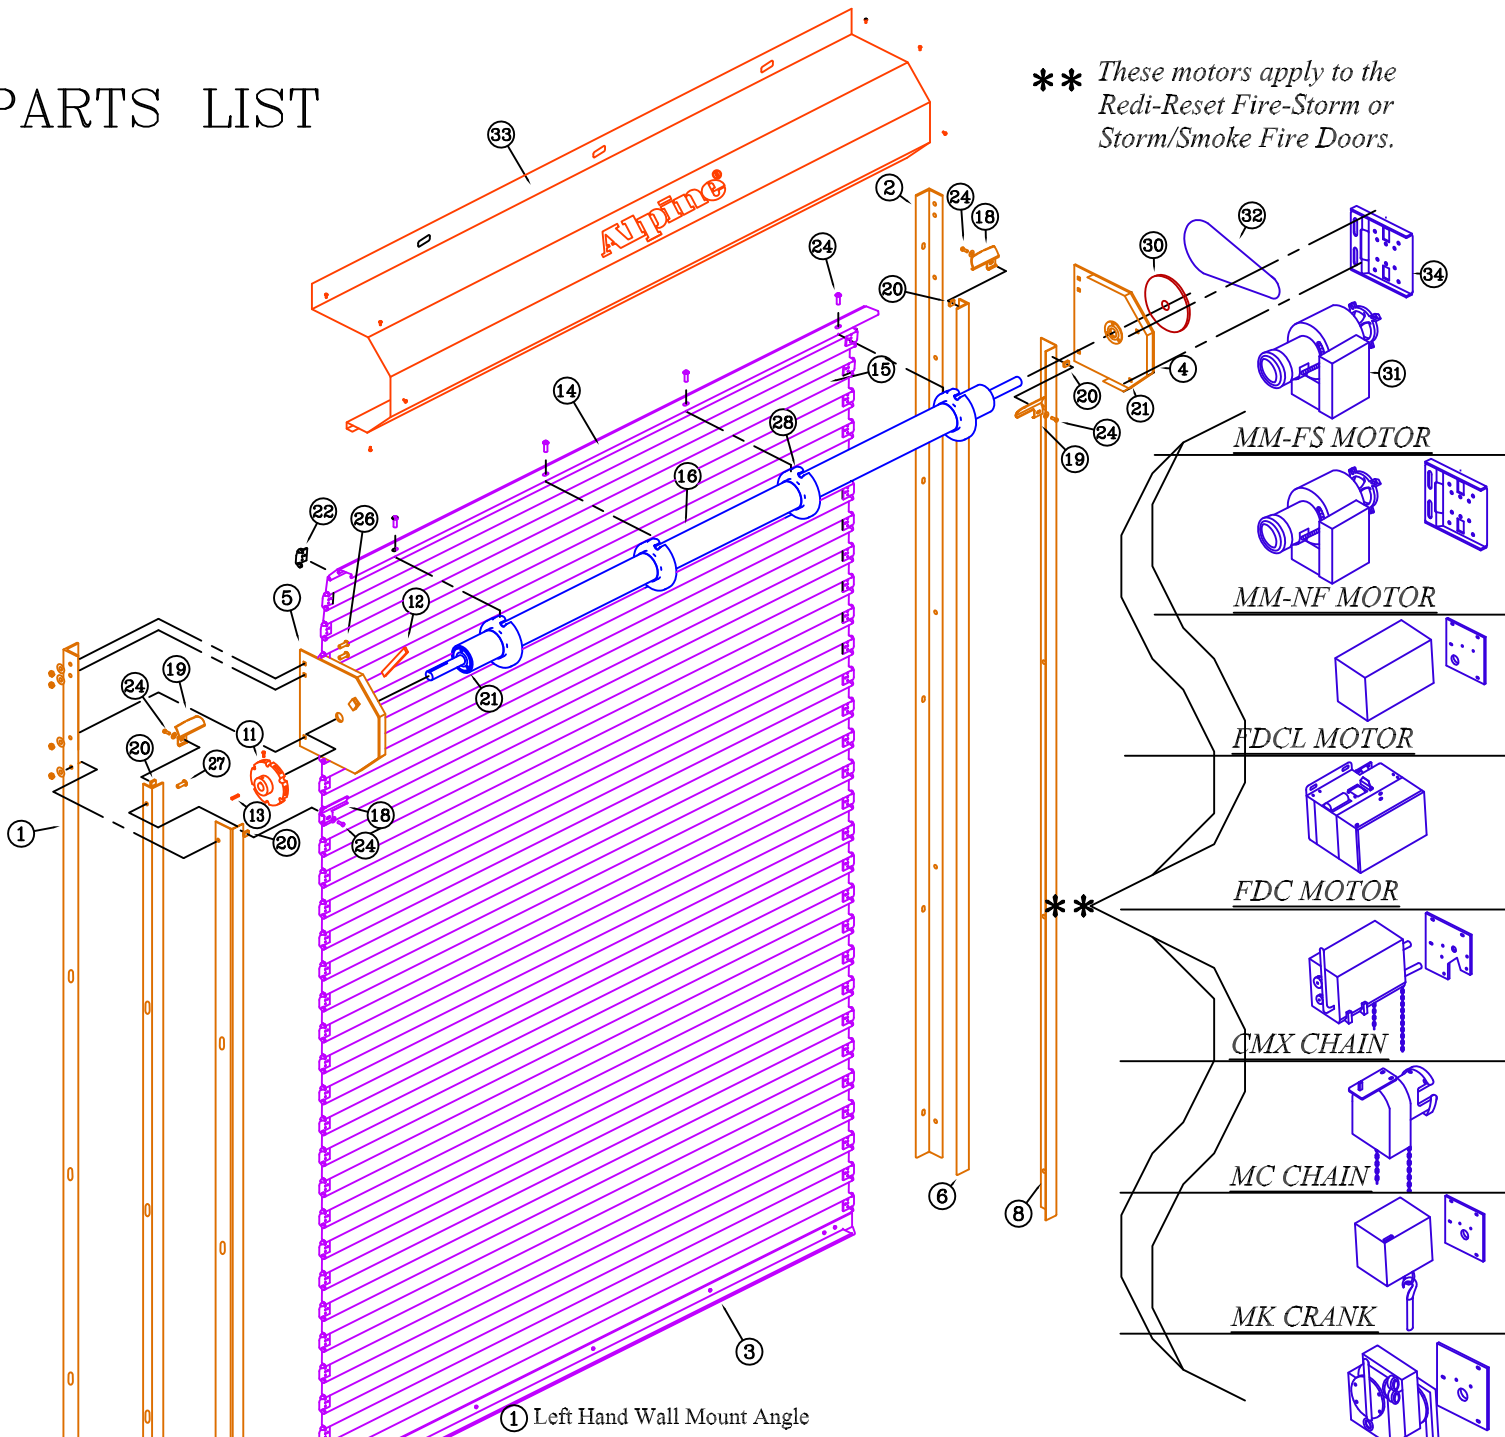 PARTS LIST
** These motors apply to the
Redi-Reset Fire-Storm or
Storm/Smoke Fire Doors.
33
Alpine®
2
24
18
32
30
34
24
20
15
4
31
20
21
14
28
24
19
MM-FS MOTOR
16
22
26
MM-NF MOTOR
5
12
19
24
21
11
FDCL MOTOR
20
27
13
18
1
20
24
FDC MOTOR
**
CMX CHAIN
MC CHAIN
6
8
MK CRANK
3
1 Left Hand Wall Mount Angle